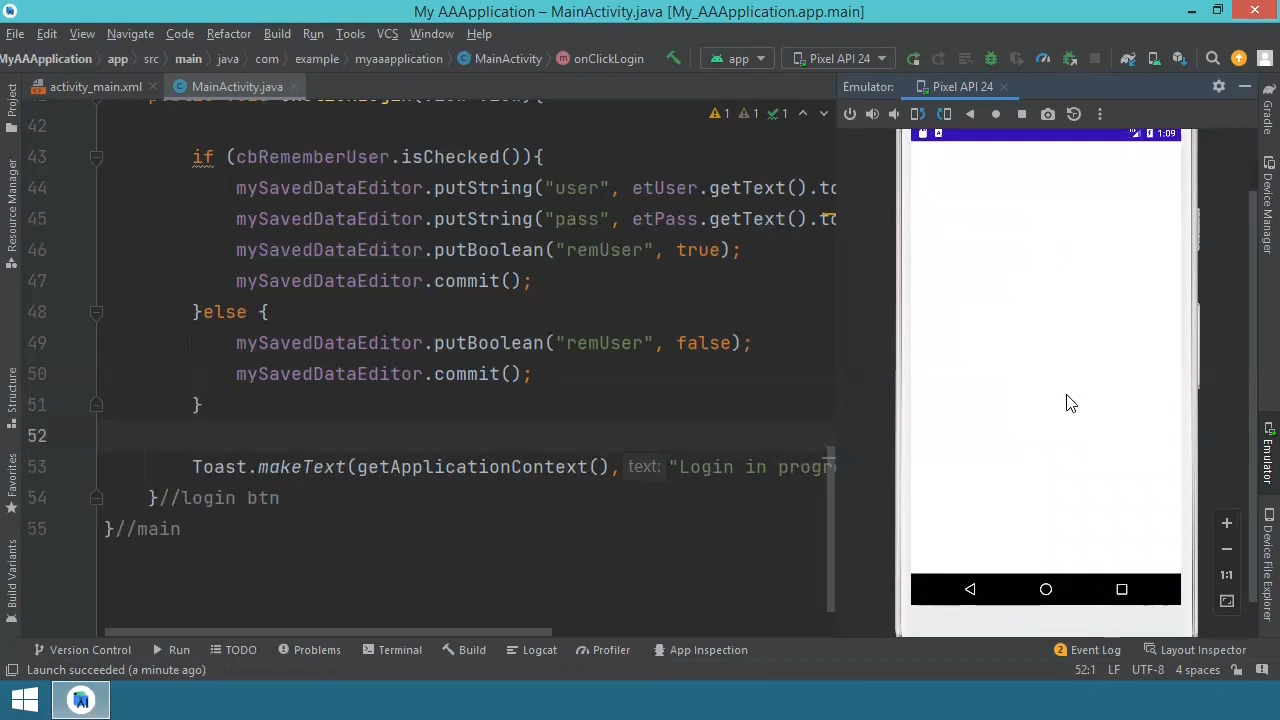 My AAApplication – MainActivity.java [My_AAApplication.app.main]
File Edit View Navigate Code Refactor Build Run Tools VCS Window Help
MyAAApplication app src main java com example myaaapplication MainActivity onClickLogin app Pixel API 24
Project activity_main.xml MainActivity.java Emulator: Pixel API 24 Gradle
42 1 1 1 1:09
43 if (cbRememberUser.isChecked()){
44 mySavedDataEditor.putString("user", etUser.getText().to
45 mySavedDataEditor.putString("pass", etPass.getText().to
46 mySavedDataEditor.putBoolean("remUser", true);
47 mySavedDataEditor.commit();
48 }else {
49 mySavedDataEditor.putBoolean("remUser", false);
50 mySavedDataEditor.commit();
51 }
52
53 Toast.makeText(getApplicationContext(), text: "Login in progre
54 }//login btn
55 }//main
Resource Manager
Structure
Favorites
Build Variants
Device Manager
Emulator
Device File Explorer
1:1
Version Control Run TODO Problems Terminal Build Logcat Profiler App Inspection 2 Event Log Layout Inspector
Launch succeeded (a minute ago) 52:1 LF UTF-8 4 spaces